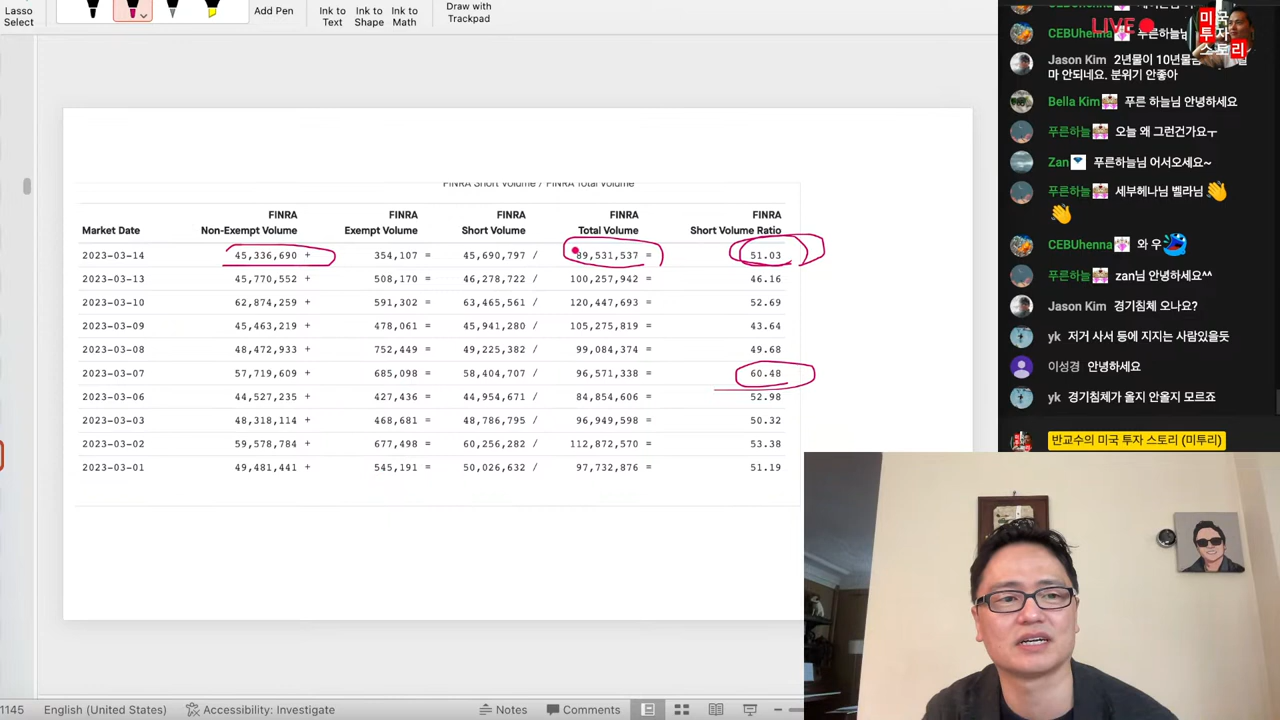 Lasso
Select
Add Pen
Ink to
Text
Ink to
Shape
Ink to
Math
Draw with
Trackpad
FINRA Short Volume / FINRA Total Volume
Market Date FINRA Non-Exempt Volume FINRA Exempt Volume FINRA Short Volume FINRA Total Volume FINRA Short Volume Ratio
2023-03-14 45,336,690 + 354,107 = 45,690,797 / 89,531,537 = 51.03
2023-03-13 45,770,552 + 508,170 = 46,278,722 / 100,257,942 = 46.16
2023-03-10 62,874,259 + 591,302 = 63,465,561 / 120,447,693 = 52.69
2023-03-09 45,463,219 + 478,061 = 45,941,280 / 105,275,819 = 43.64
2023-03-08 48,472,933 + 752,449 = 49,225,382 / 99,084,374 = 49.68
2023-03-07 57,719,609 + 685,098 = 58,404,707 / 96,571,338 = 60.48
2023-03-06 44,527,235 + 427,436 = 44,954,671 / 84,854,606 = 52.98
2023-03-03 48,318,114 + 468,681 = 48,786,795 / 96,949,598 = 50.32
2023-03-02 59,578,784 + 677,498 = 60,256,282 / 112,872,570 = 53.38
2023-03-01 49,481,441 + 545,191 = 50,026,632 / 97,732,876 = 51.19
1145 English (United States) Accessibility: Investigate Notes Comments
LIVE
미국
투자
스토리
CEBUhenna 푸른하늘님
Jason Kim 2년물이 10년물
마 안되네요. 분위기 안좋아
Bella Kim 푸른 하늘님 안녕하세요
푸른하늘 오늘 왜 그런건가요ㅜ
Zan 푸른하늘님 어서오세요~
푸른하늘 세부헤나님 벨라님
CEBUhenna 와 우
푸른하늘 zan님 안녕하세요^^
Jason Kim 경기침체 오나요?
yk 저거 사서 등에 지지는 사람있을듯
이성경 안녕하세요
yk 경기침체가 올지 안올지 모르죠
반교수의 미국 투자 스토리 (미투리)